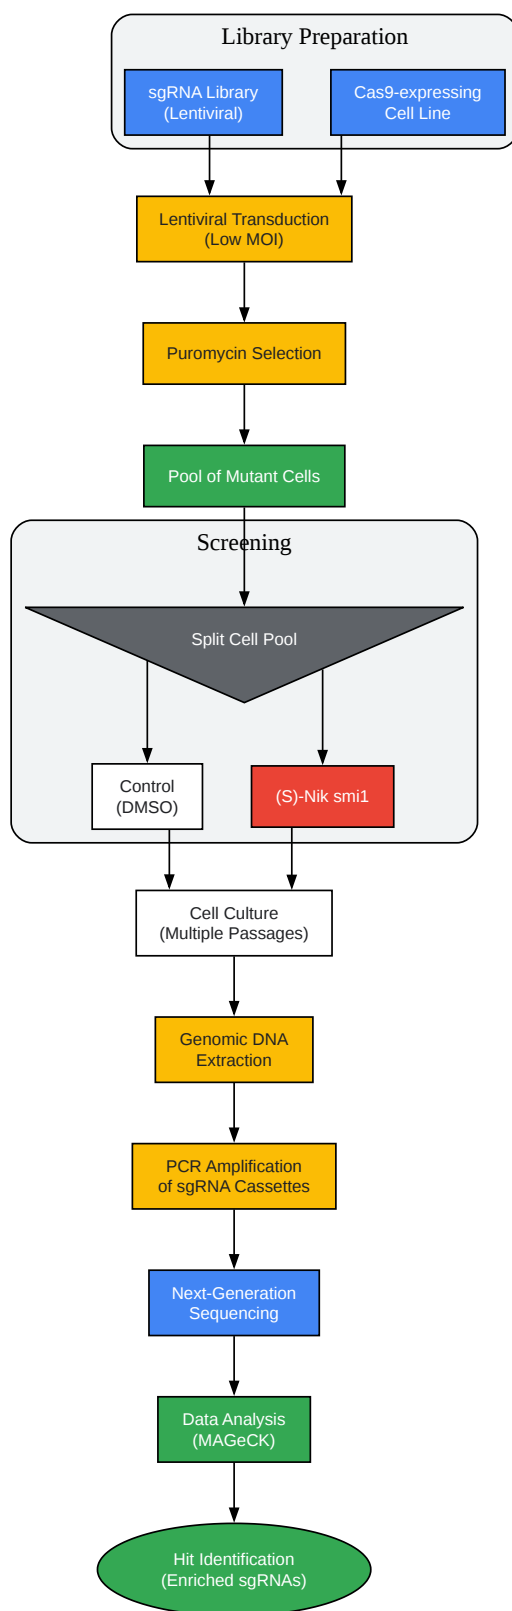 Library Preparation
sgRNA Library
(Lentiviral)
Cas9-expressing
Cell Line
Lentiviral Transduction
(Low MOI)
Puromycin Selection
Pool of Mutant Cells
Screening
Split Cell Pool
Control
(DMSO)
(S)-Nik smi1
Cell Culture
(Multiple Passages)
Genomic DNA
Extraction
PCR Amplification
of sgRNA Cassettes
Next-Generation
Sequencing
Data Analysis
(MAGeCK)
Hit Identification
(Enriched sgRNAs)